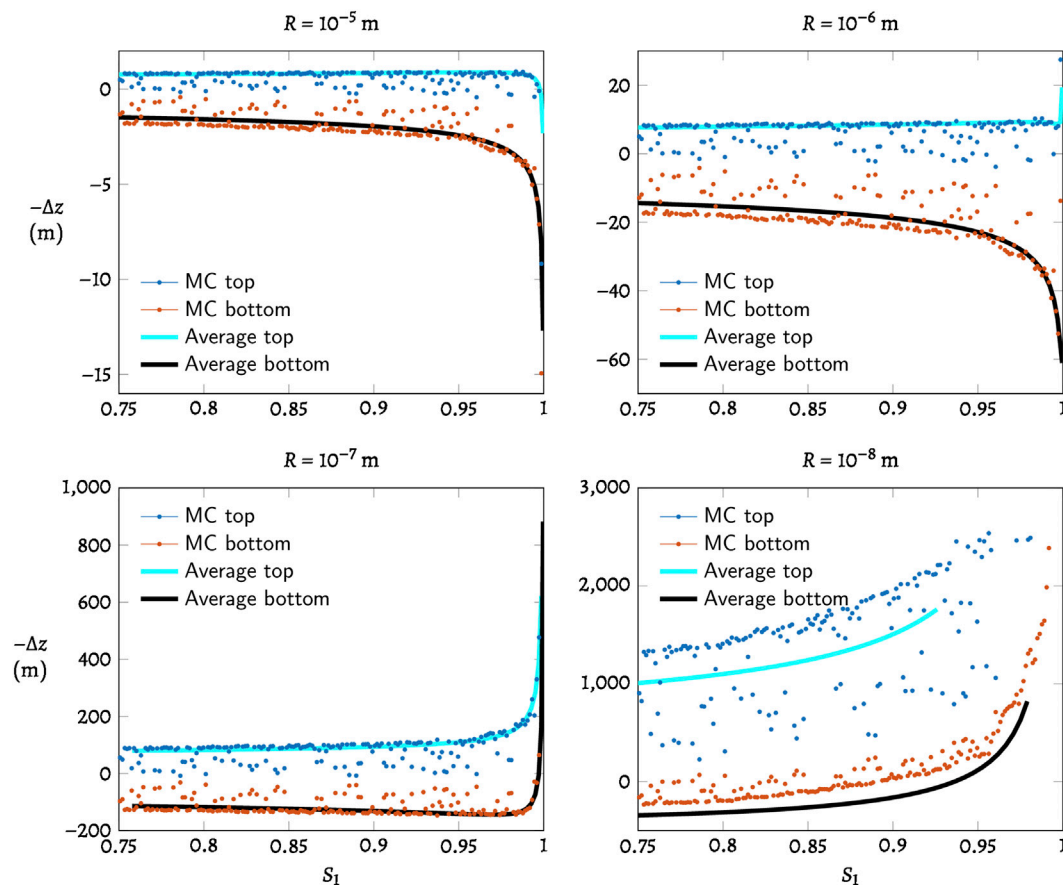 R = 10⁻⁵ m
0
−5
−10
−15
−Δz
(m)
MC top
MC bottom
Average top
Average bottom
0.75 0.8 0.85 0.9 0.95 1
R = 10⁻⁶ m
20
0
−20
−40
−60
MC top
MC bottom
Average top
Average bottom
0.75 0.8 0.85 0.9 0.95 1
R = 10⁻⁷ m
1,000
800
600
400
200
0
−200
−Δz
(m)
MC top
MC bottom
Average top
Average bottom
0.75 0.8 0.85 0.9 0.95 1
S₁
R = 10⁻⁸ m
3,000
2,000
1,000
0
MC top
MC bottom
Average top
Average bottom
0.75 0.8 0.85 0.9 0.95 1
S₁